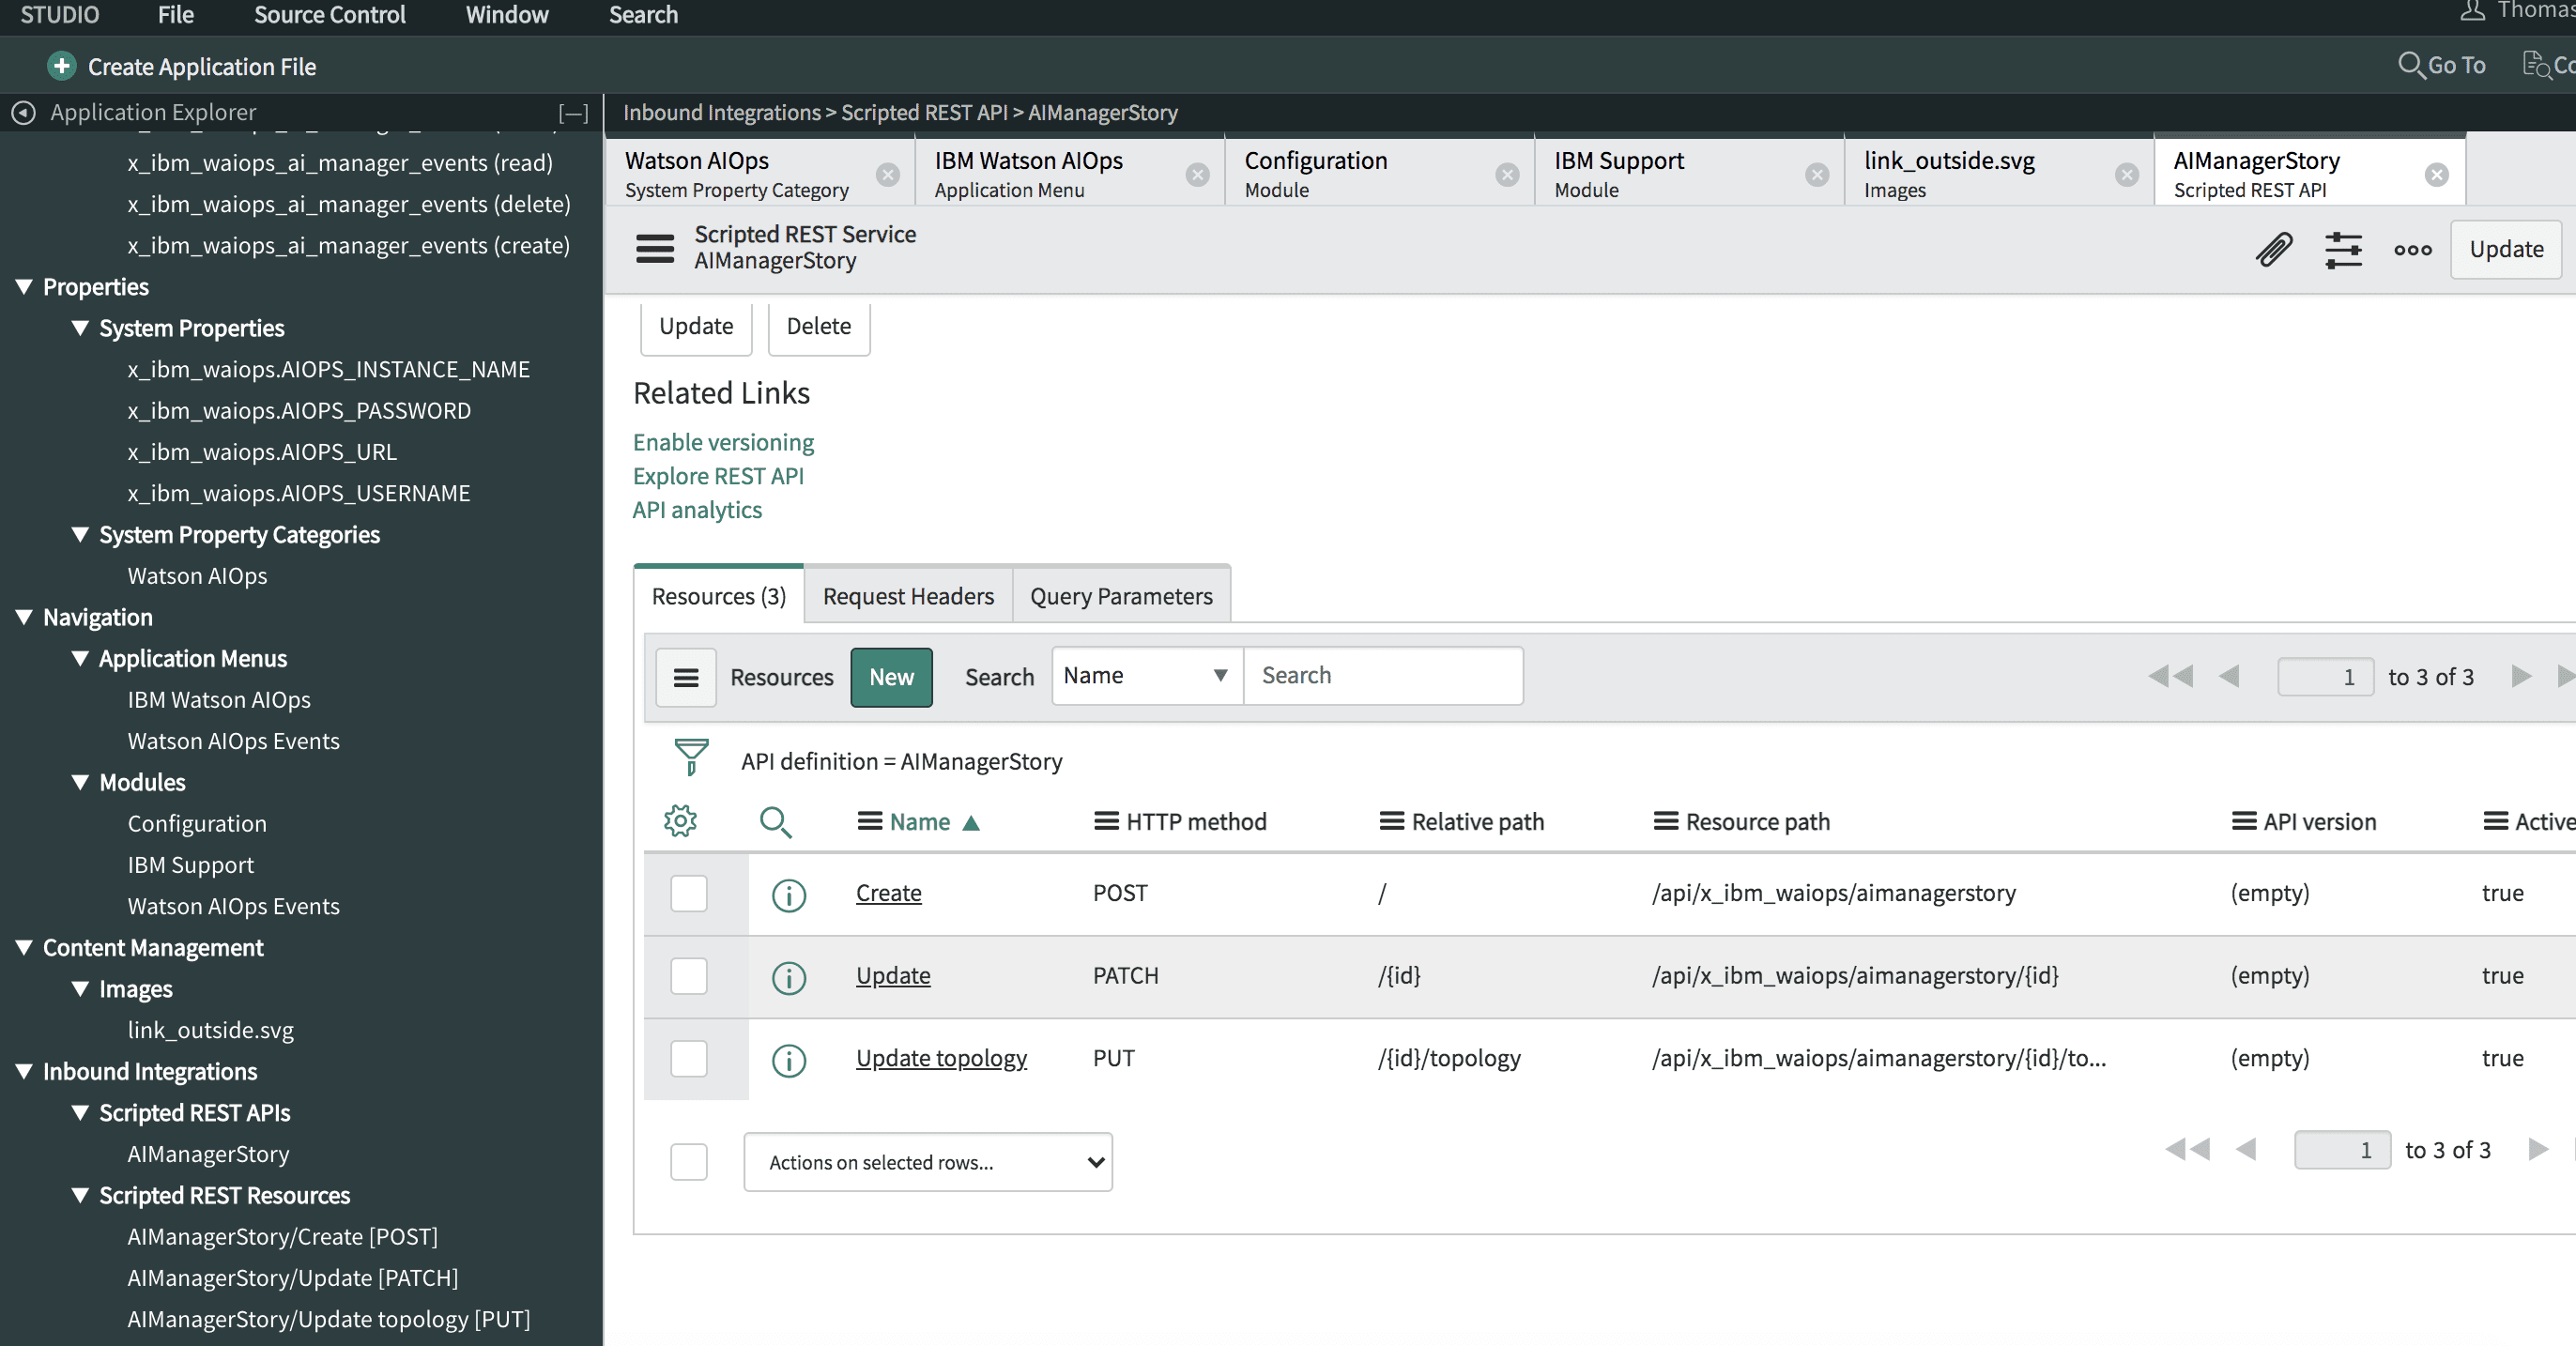 STUDIO File Source Control Window Search Thomas
Create Application File Go To
Application Explorer [—]
x_ibm_waiops_ai_manager_events (read)
x_ibm_waiops_ai_manager_events (delete)
x_ibm_waiops_ai_manager_events (create)
Properties
System Properties
x_ibm_waiops.AIOPS_INSTANCE_NAME
x_ibm_waiops.AIOPS_PASSWORD
x_ibm_waiops.AIOPS_URL
x_ibm_waiops.AIOPS_USERNAME
System Property Categories
Watson AIOps
Navigation
Application Menus
IBM Watson AIOps
Watson AIOps Events
Modules
Configuration
IBM Support
Watson AIOps Events
Content Management
Images
link_outside.svg
Inbound Integrations
Scripted REST APIs
AIManagerStory
Scripted REST Resources
AIManagerStory/Create [POST]
AIManagerStory/Update [PATCH]
AIManagerStory/Update topology [PUT]
Inbound Integrations > Scripted REST API > AIManagerStory
Watson AIOps
System Property Category
IBM Watson AIOps
Application Menu
Configuration
Module
IBM Support
Module
link_outside.svg
Images
AIManagerStory
Scripted REST API
Scripted REST Service
AIManagerStory
Update
Update Delete
Related Links
Enable versioning
Explore REST API
API analytics
Resources (3) Request Headers Query Parameters
Resources New Search Name Search 1 to 3 of 3
API definition = AIManagerStory
Name HTTP method Relative path Resource path API version Active
Create POST / /api/x_ibm_waiops/aimanagerstory (empty) true
Update PATCH /{id} /api/x_ibm_waiops/aimanagerstory/{id} (empty) true
Update topology PUT /{id}/topology /api/x_ibm_waiops/aimanagerstory/{id}/to... (empty) true
Actions on selected rows... 1 to 3 of 3